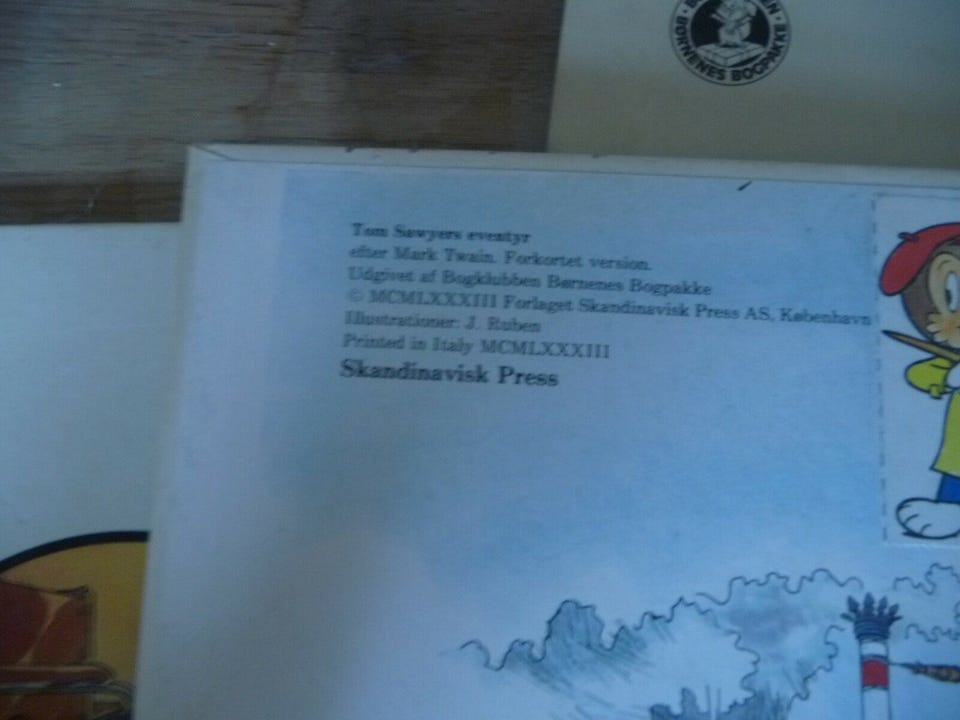 BØRNENES BOGPAKKE
Tom Sawyers eventyr
efter Mark Twain. Forkortet version.
Udgivet af Bogklubben Børnenes Bogpakke
© MCMLXXXIII Forlaget Skandinavisk Press AS, København
Illustrationer: J. Ruben
Printed in Italy MCMLXXXIII
Skandinavisk Press